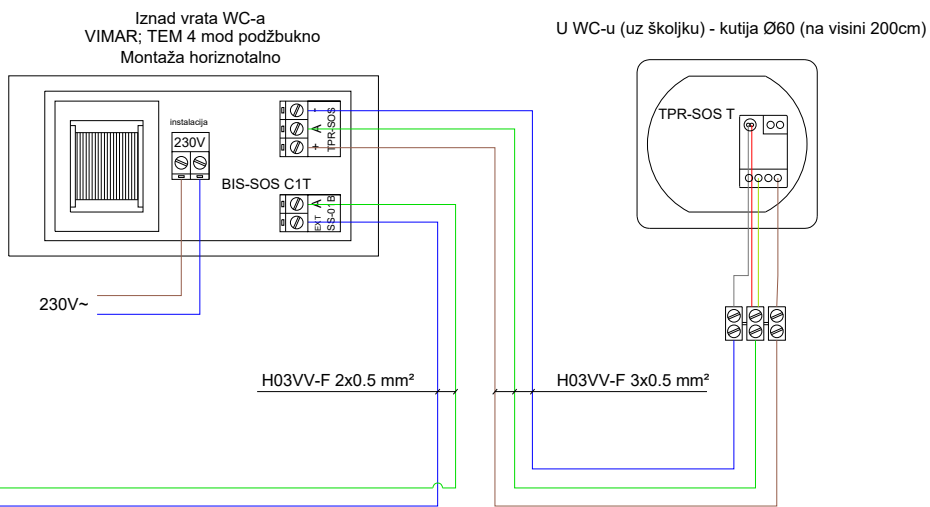 Iznad vrata WC-a
VIMAR; TEM 4 mod podžbukno
Montaža horiznotalno
U WC-u (uz školjku) - kutija Ø60 (na visini 200cm)
instalacija
230V
-
A
+
TPR-SOS
BIS-SOS C1T
A
EXT
SS-01B
TPR-SOS T
230V~
H03VV-F 2x0.5 mm²
H03VV-F 3x0.5 mm²